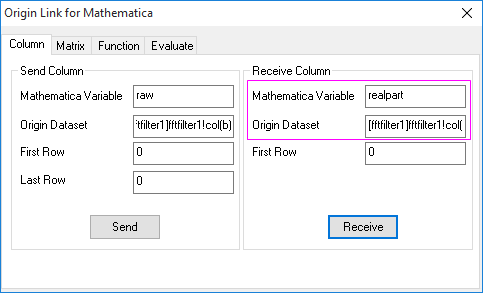 Origin Link for Mathematica
Column Matrix Function Evaluate
Send Column
Mathematica Variable raw
Origin Dataset tfilter1]fftfilter1!col(b)
First Row 0
Last Row 0
Send
Receive Column
Mathematica Variable realpart
Origin Dataset [fftfilter1]fftfilter1!col(
First Row 0
Receive